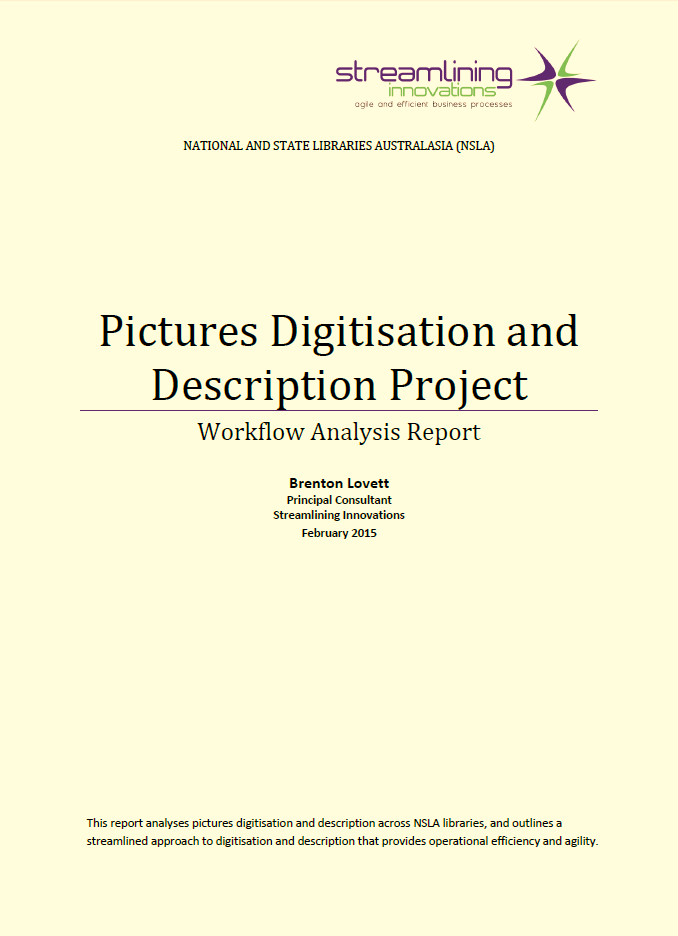 streamlining
innovations
agile and efficient business processes
NATIONAL AND STATE LIBRARIES AUSTRALASIA (NSLA)
Pictures Digitisation and
Description Project
Workflow Analysis Report
Brenton Lovett
Principal Consultant
Streamlining Innovations
February 2015
This report analyses pictures digitisation and description across NSLA libraries, and outlines a
streamlined approach to digitisation and description that provides operational efficiency and agility.